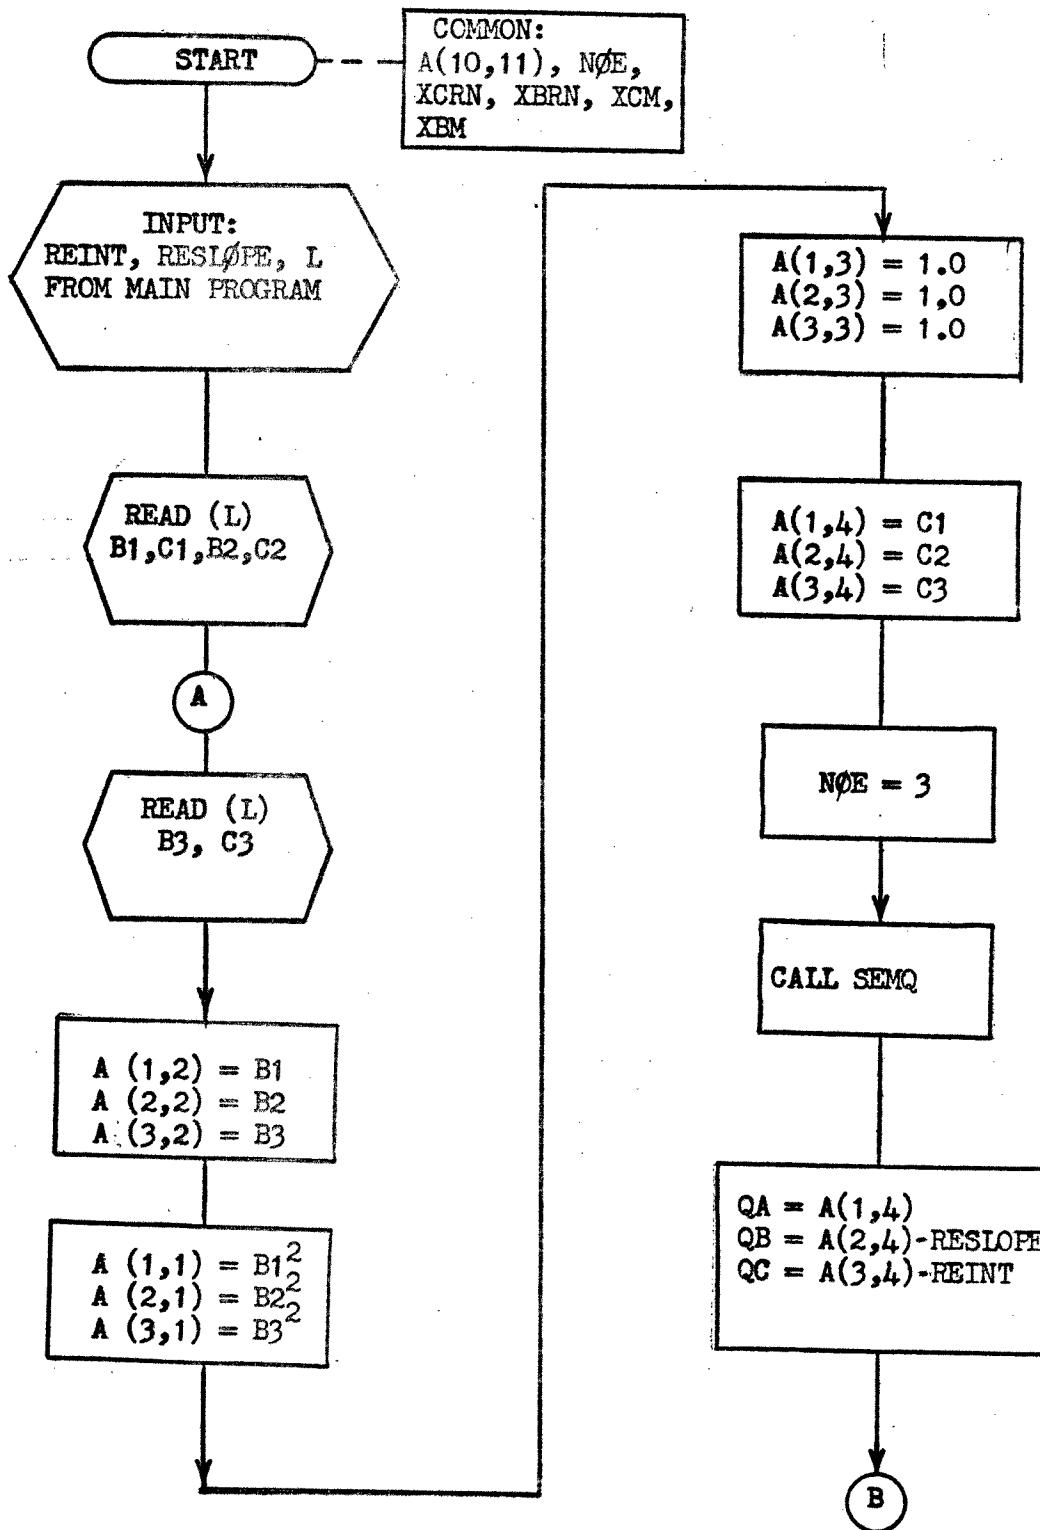 START
COMMON:
A(10,11), NØE,
XCRN, XBRN, XCM,
XBM
INPUT:
REINT, RESLØPE, L
FROM MAIN PROGRAM
READ (L)
B1,C1,B2,C2
A
READ (L)
B3, C3
A (1,2) = B1
A (2,2) = B2
A (3,2) = B3
A (1,1) = B1²
A (2,1) = B2²
A (3,1) = B3²
A(1,3) = 1.0
A(2,3) = 1,0
A(3,3) = 1.0
A(1,4) = C1
A(2,4) = C2
A(3,4) = C3
NØE = 3
CALL SEMQ
QA = A(1,4)
QB = A(2,4)-RESLOPE
QC = A(3,4)-REINT
B